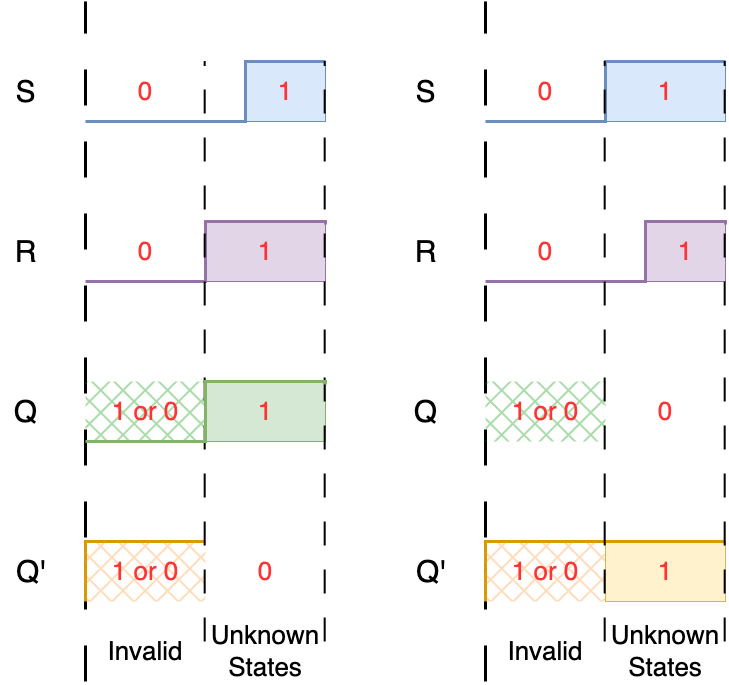 S 0 1 S 0 1
R 0 1 R 0 1
Q 1 or 0 1 Q 1 or 0 0
Q' 1 or 0 0 Q' 1 or 0 1
Invalid Unknown States Invalid Unknown States